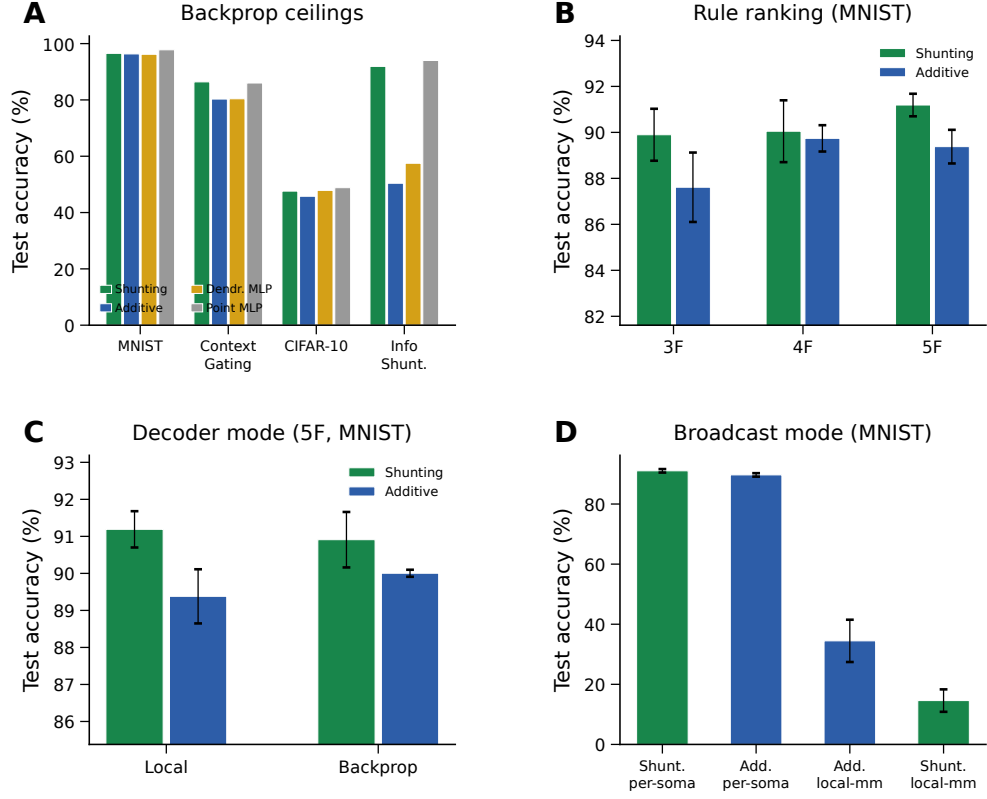 A
Backprop ceilings
Test accuracy (%)
100
80
60
40
20
0
Shunting
Additive
Dendr. MLP
Point MLP
MNIST
Context
Gating
CIFAR-10
Info
Shunt.
B
Rule ranking (MNIST)
Test accuracy (%)
94
92
90
88
86
84
82
Shunting
Additive
3F
4F
5F
C
Decoder mode (5F, MNIST)
Test accuracy (%)
93
92
91
90
89
88
87
86
Shunting
Additive
Local
Backprop
D
Broadcast mode (MNIST)
Test accuracy (%)
80
60
40
20
0
Shunt.
per-soma
Add.
per-soma
Add.
local-mm
Shunt.
local-mm